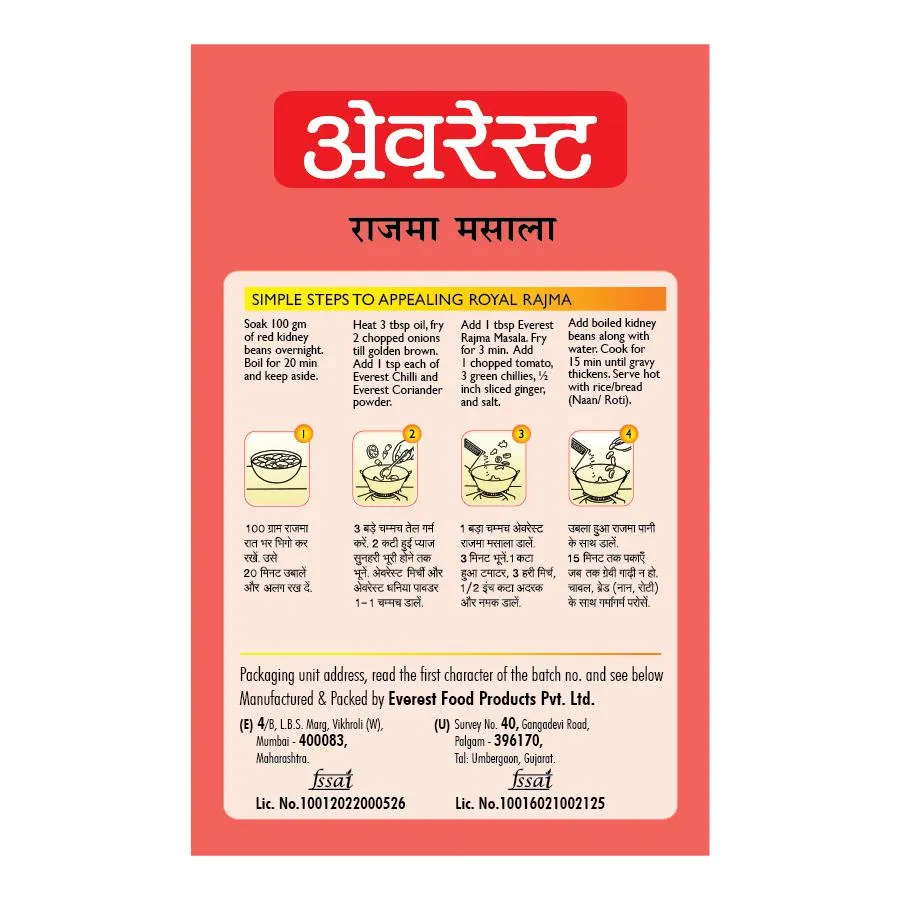 अेवरेस्ट
राजमा मसाला
SIMPLE STEPS TO APPEALING ROYAL RAJMA
Soak 100 gm
of red kidney
beans overnight.
Boil for 20 min
and keep aside.
Heat 3 tbsp oil, fry
2 chopped onions
till golden brown.
Add 1 tsp each of
Everest Chilli and
Everest Coriander
powder.
Add 1 tbsp Everest
Rajma Masala. Fry
for 3 min. Add
1 chopped tomato,
3 green chillies, ½
inch sliced ginger,
and salt.
Add boiled kidney
beans along with
water. Cook for
15 min until gravy
thickens. Serve hot
with rice/bread
(Naan/ Roti).
1
2
3
4
100 ग्राम राजमा
रात भर भिगो कर
रखें. उसे
20 मिनट उबालें
और अलग रख दें.
3 बड़े चम्मच तेल गर्म
करें. 2 कटी हुई प्याज
सुनहरी भूरी होने तक
भूनें. अेवरेस्ट मिर्ची और
अेवरेस्ट धनिया पावडर
1-1 चम्मच डालें.
1 बड़ा चम्मच अेवरेस्ट
राजमा मसाला डालें.
3 मिनट भूनें.1 कटा
हुआ टमाटर, 3 हरी मिर्च,
1/2 इंच कटा अदरक
और नमक डालें.
उबला हुआ राजमा पानी
के साथ डालें.
15 मिनट तक पकाएँ
जब तक ग्रेवी गाढ़ी न हो.
चावल, ब्रेड (नान, रोटी)
के साथ गर्मागर्म परोसें.
Packaging unit address, read the first character of the batch no. and see below
Manufactured & Packed by Everest Food Products Pvt. Ltd.
(E) 4/B, L.B.S. Marg, Vikhroli (W),
Mumbai - 400083,
Maharashtra.
fssai
Lic. No.10012022000526
(U) Survey No. 40, Gangadevi Road,
Palgam - 396170,
Tal: Umbergaon, Gujarat.
fssai
Lic. No.10016021002125